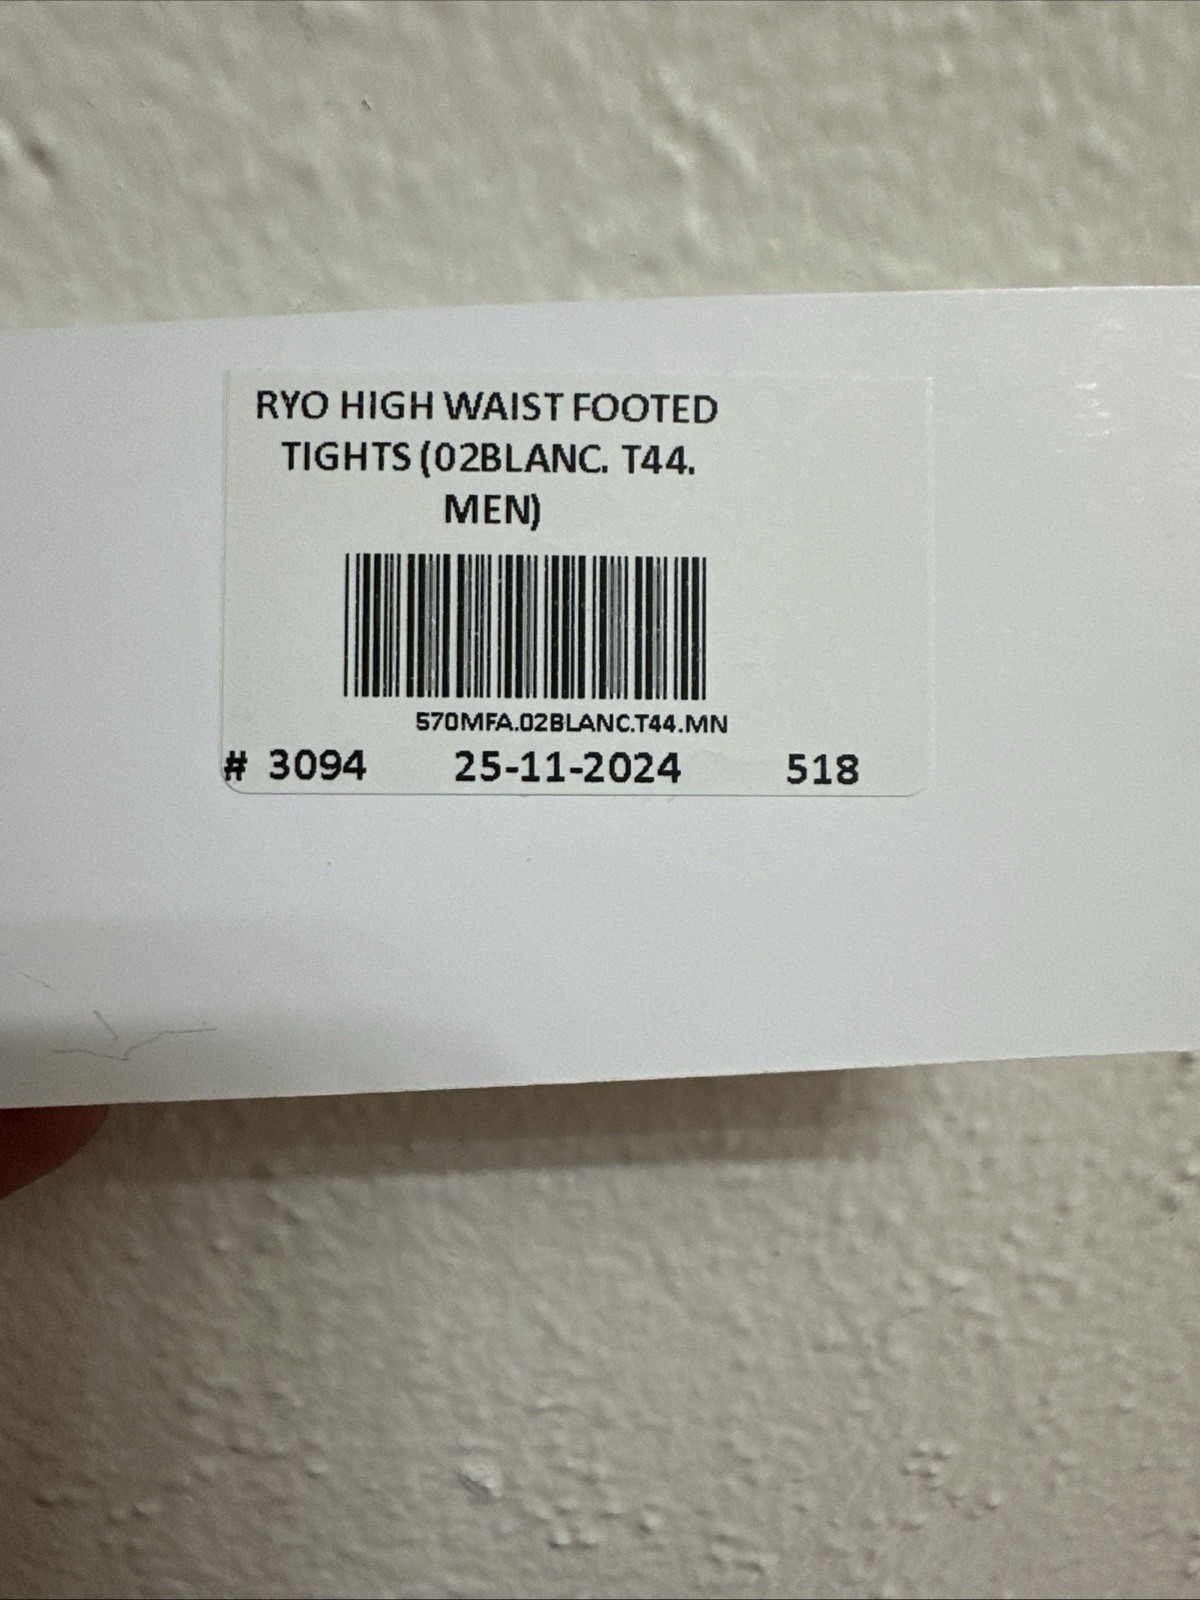 RYO HIGH WAIST FOOTED
TIGHTS (02BLANC. T44.
MEN)
570MFA.02BLANC.T44.MN
# 3094 25-11-2024 518